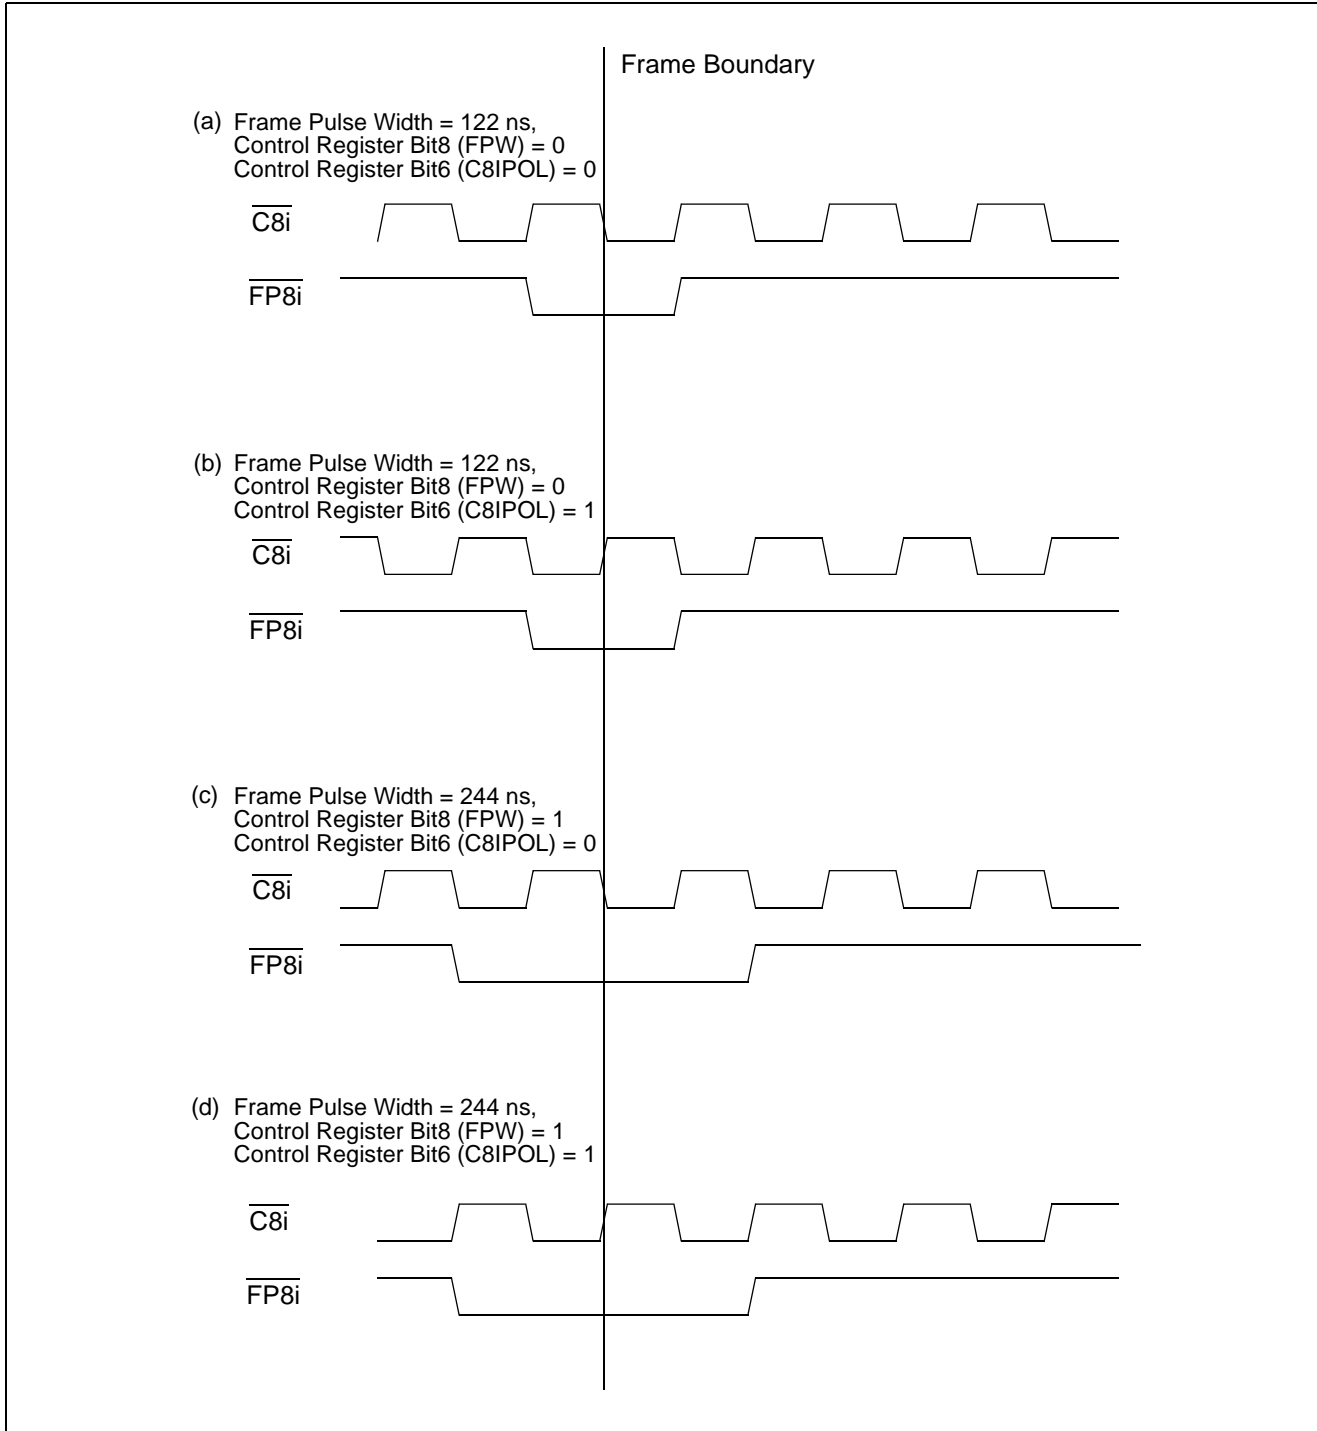 Frame Boundary
(a) Frame Pulse Width = 122 ns,
Control Register Bit8 (FPW) = 0
Control Register Bit6 (C8IPOL) = 0
C8i
FP8i
(b) Frame Pulse Width = 122 ns,
Control Register Bit8 (FPW) = 0
Control Register Bit6 (C8IPOL) = 1
C8i
FP8i
(c) Frame Pulse Width = 244 ns,
Control Register Bit8 (FPW) = 1
Control Register Bit6 (C8IPOL) = 0
C8i
FP8i
(d) Frame Pulse Width = 244 ns,
Control Register Bit8 (FPW) = 1
Control Register Bit6 (C8IPOL) = 1
C8i
FP8i